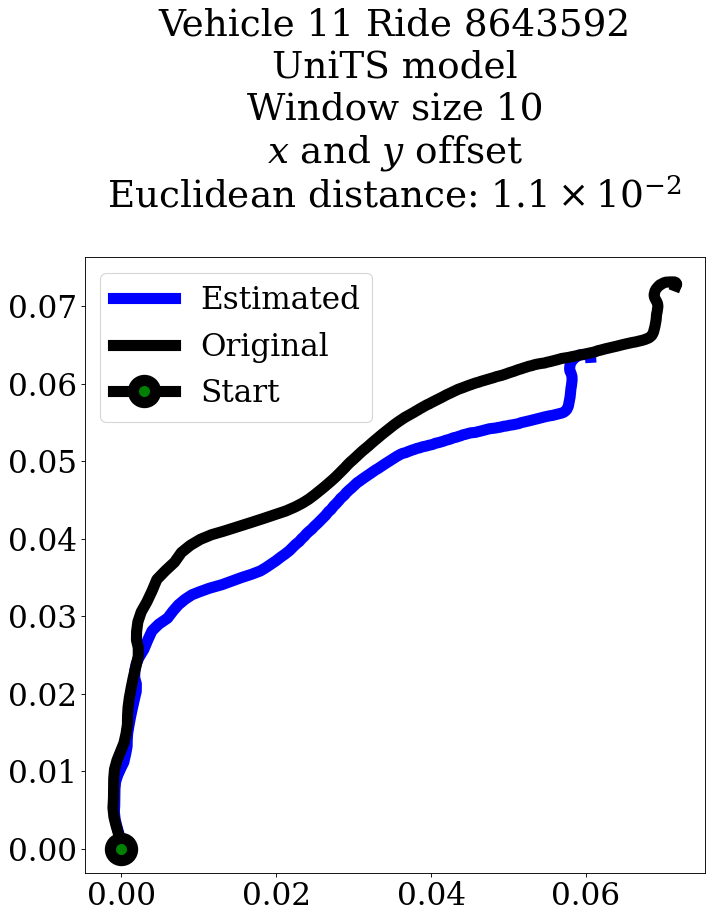 Vehicle 11 Ride 8643592
UniTS model
Window size 10
x and y offset
Euclidean distance: 1.1 × 10⁻²
Estimated
Original
Start
0.07
0.06
0.05
0.04
0.03
0.02
0.01
0.00
0.00 0.02 0.04 0.06